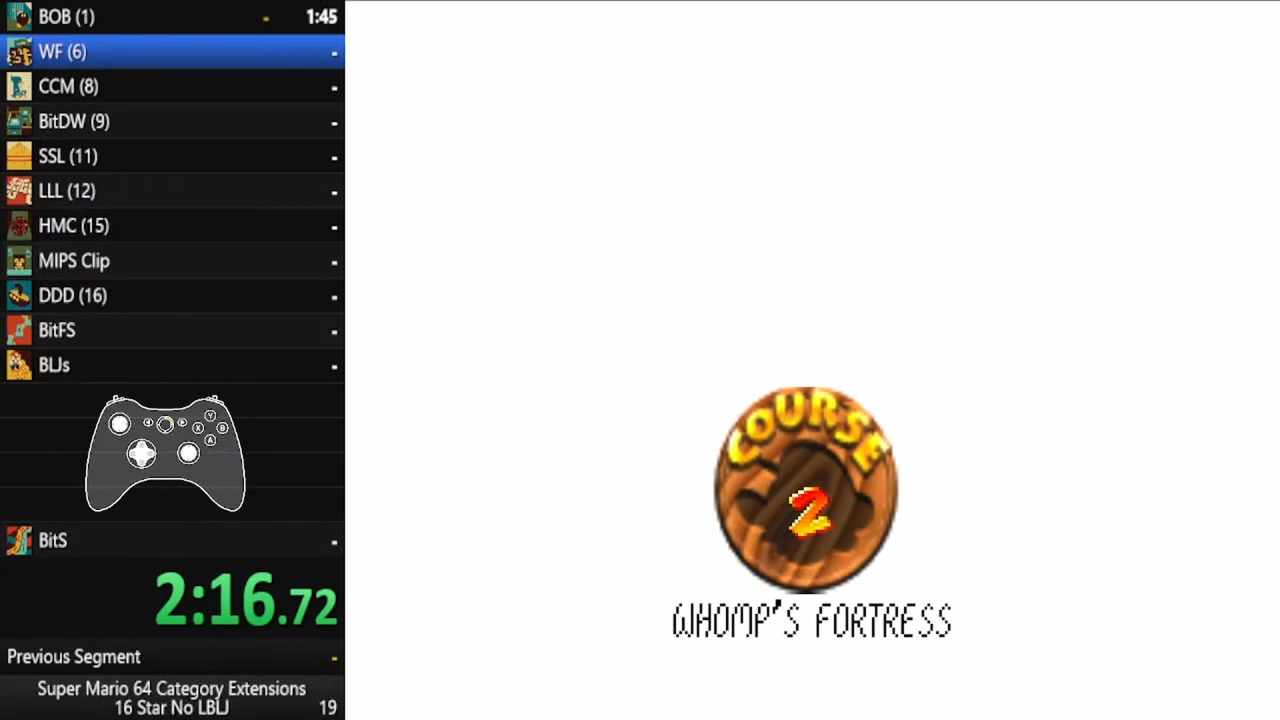 BOB (1) - 1:45
WF (6) -
CCM (8) -
BitDW (9) -
SSL (11) -
LLL (12) -
HMC (15) -
MIPS Clip -
DDD (16) -
BitFS -
BLJs -
Y
X B
A
BitS -
2:16.72
Previous Segment -
Super Mario 64 Category Extensions
16 Star No LBLJ 19
COURSE
2
WHOMP'S FORTRESS